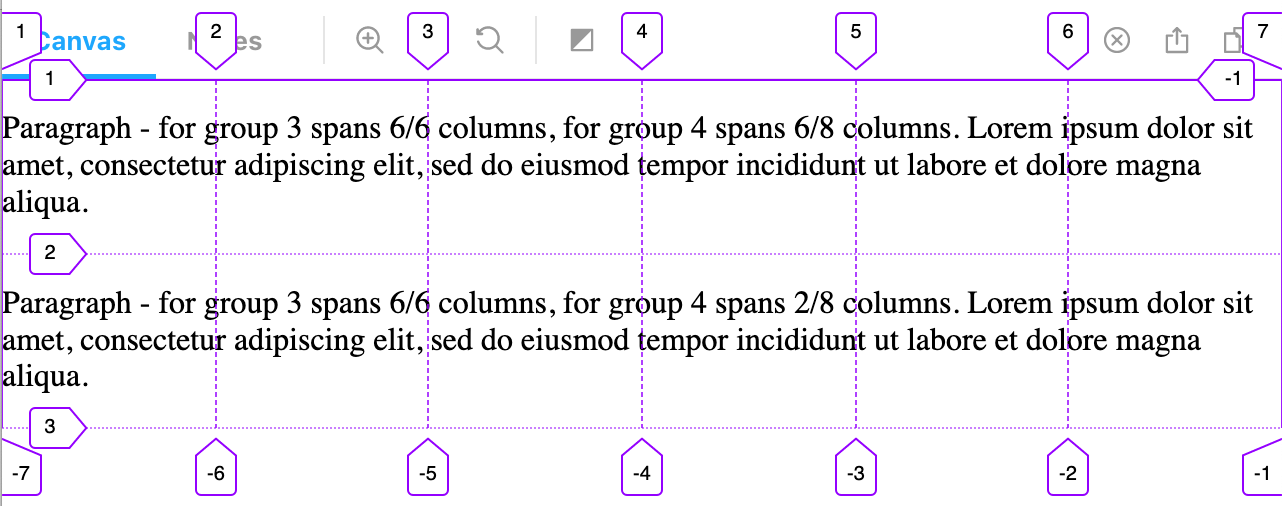 1 Canvas 2 3 4 5 6 7
1 -1
Paragraph - for group 3 spans 6/6 columns, for group 4 spans 6/8 columns. Lorem ipsum dolor sit
amet, consectetur adipiscing elit, sed do eiusmod tempor incididunt ut labore et dolore magna
aliqua.
2
Paragraph - for group 3 spans 6/6 columns, for group 4 spans 2/8 columns. Lorem ipsum dolor sit
amet, consectetur adipiscing elit, sed do eiusmod tempor incididunt ut labore et dolore magna
aliqua.
3
-7 -6 -5 -4 -3 -2 -1